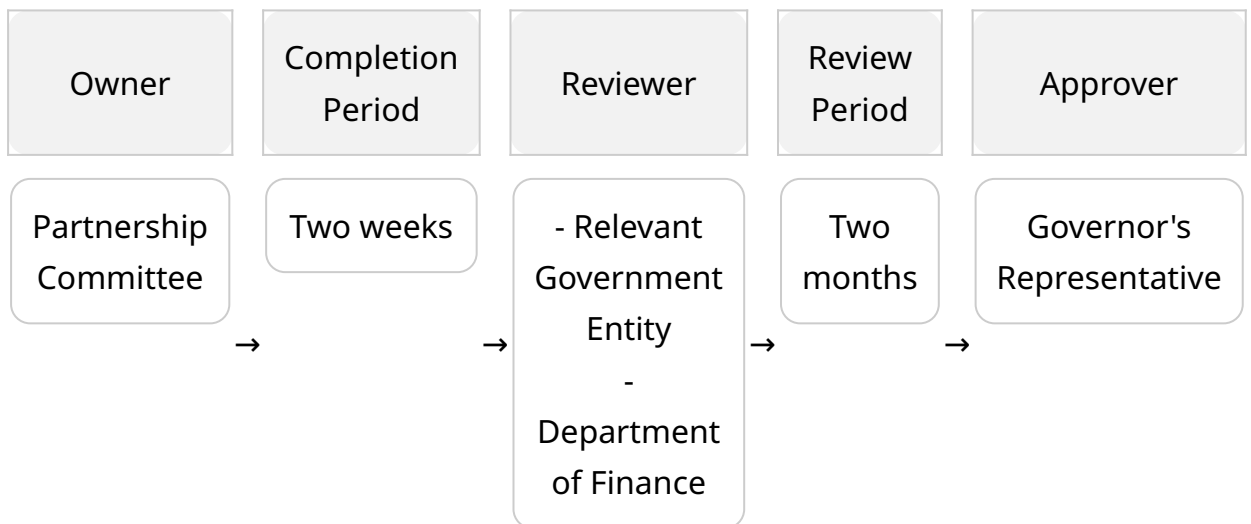 Owner
Completion
Period
Reviewer
Review
Period
Approver
Partnership
Committee
→
Two weeks
→
- Relevant
Government
Entity
-
Department
of Finance
→
Two
months
→
Governor's
Representative